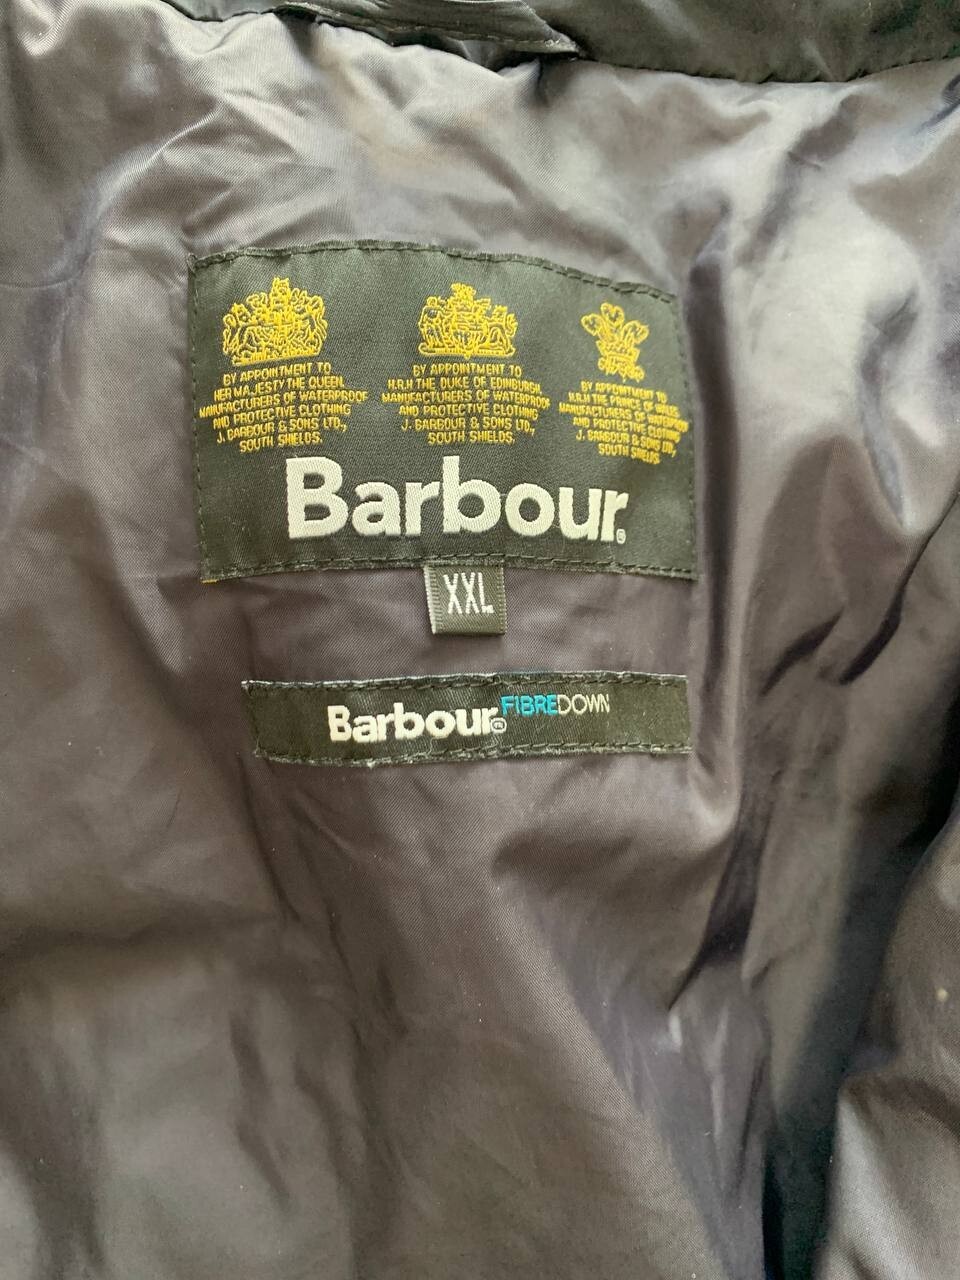 BY APPOINTMENT TO
HER MAJESTY THE QUEEN,
MANUFACTURERS OF WATERPROOF
AND PROTECTIVE CLOTHING
J. BARBOUR & SONS LTD.,
SOUTH SHIELDS.
BY APPOINTMENT TO
H.R.H THE DUKE OF EDINBURGH,
MANUFACTURERS OF WATERPROOF
AND PROTECTIVE CLOTHING
J. BARBOUR & SONS LTD.,
SOUTH SHIELDS.
BY APPOINTMENT TO
H.R.H THE PRINCE OF WALES,
MANUFACTURERS OF WATERPROOF
AND PROTECTIVE CLOTHING
J. BARBOUR & SONS LTD,
SOUTH SHIELDS.
Barbour®
XXL
Barbour® FIBREDOWN